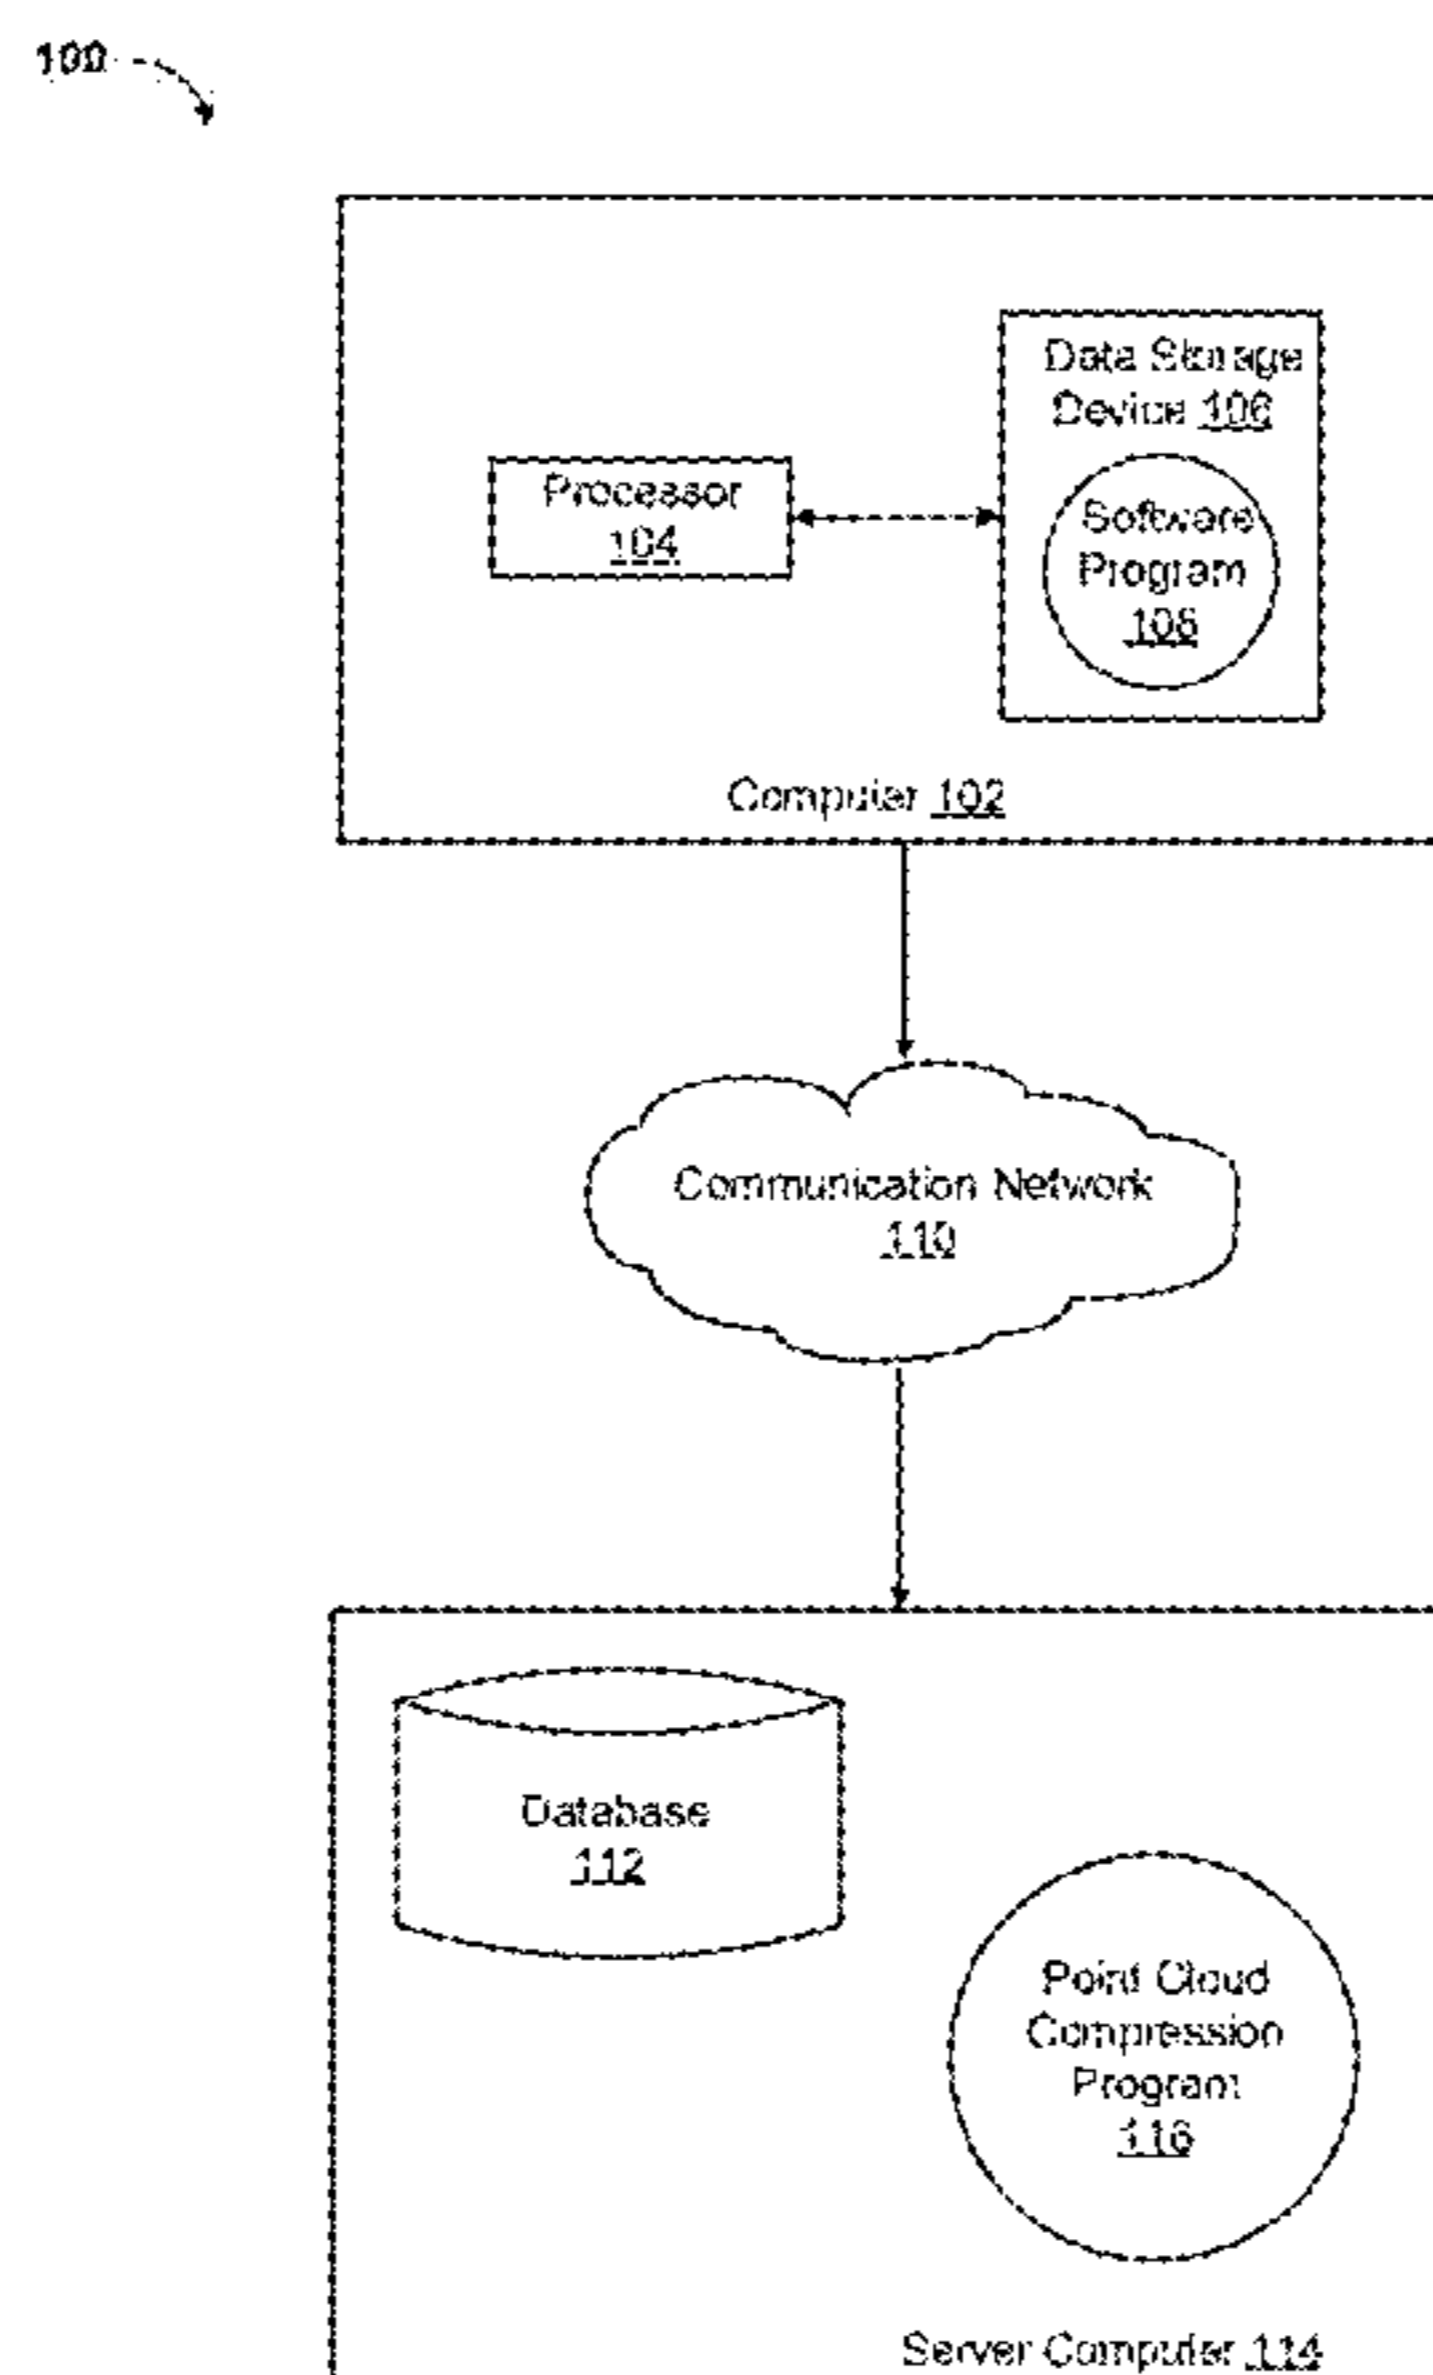 100
Data Storage
Device 106
Processor
104
Software
Program
108
Computer 102
Communication Network
110
Database
112
Point Cloud
Compression
Program
116
Server Computer 114